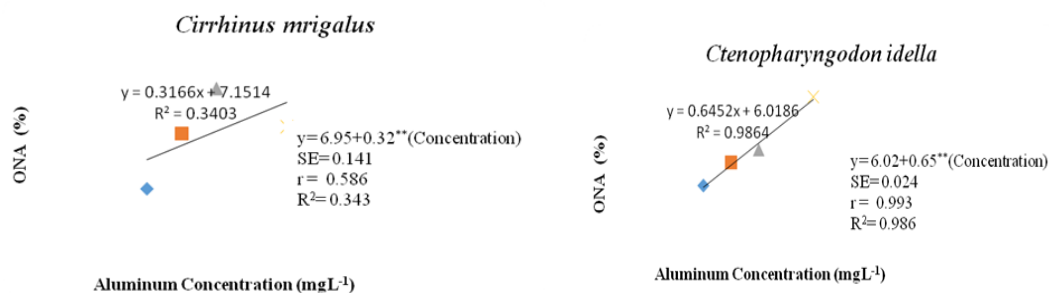 Cirrhinus mrigalus
ONA (%)
y = 0.3166x + 7.1514
R² = 0.3403
y=6.95+0.32**(Concentration)
SE=0.141
r= 0.586
R²=0.343
Aluminum Concentration (mgL-1)
Ctenopharyngodon idella
ONA (%)
y = 0.6452x + 6.0186
R² = 0.9864
y=6.02+0.65**(Concentration)
SE=0.024
r= 0.993
R²=0.986
Aluminum Concentration (mgL-1)